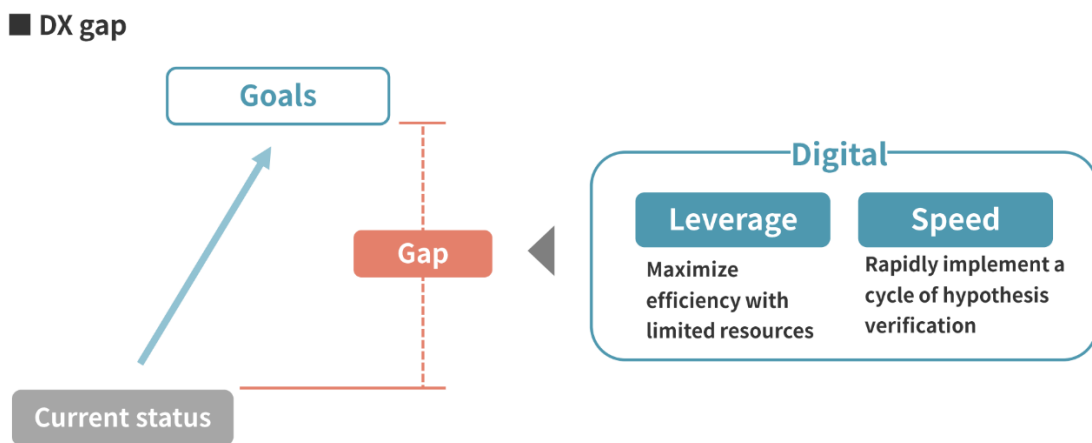 ■ DX gap
Goals
Gap
Current status
Digital
Leverage
Maximize
efficiency with
limited resources
Speed
Rapidly implement a
cycle of hypothesis
verification